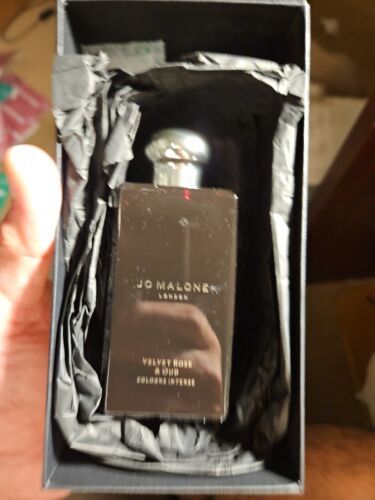 JO MALONE
LONDON
VELVET ROSE
& OUD
COLOGNE INTENSE